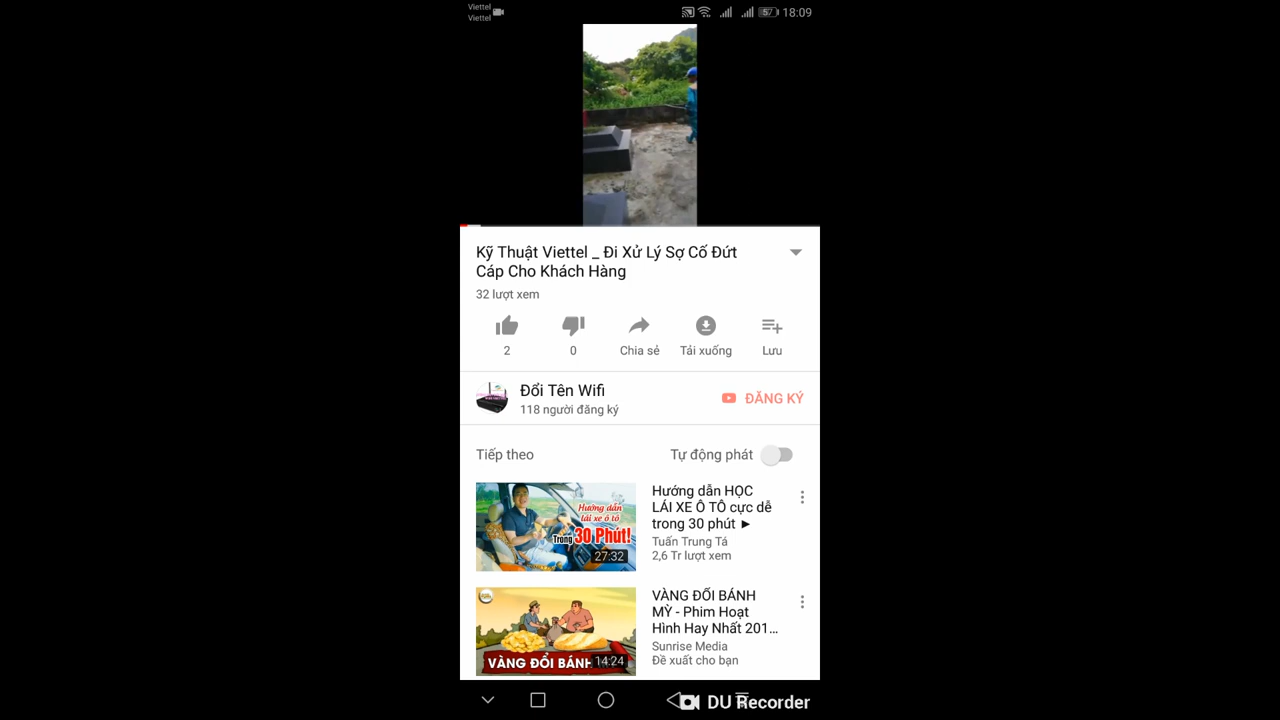 Viettel
Viettel
57
18:09
Kỹ Thuật Viettel _ Đi Xử Lý Sợ Cố Đứt
Cáp Cho Khách Hàng
32 lượt xem
2
0
Chia sẻ
Tải xuống
Lưu
Đổi Tên Wifi
118 người đăng ký
ĐĂNG KÝ
Tiếp theo
Tự động phát
Hướng dẫn
lái xe ô tô
Trong 30 Phút!
27:32
Hướng dẫn HỌC
LÁI XE Ô TÔ cực dễ
trong 30 phút ►
Tuấn Trung Tá
2,6 Tr lượt xem
VÀNG ĐỔI BÁNH
14:24
VÀNG ĐỔI BÁNH
MỲ - Phim Hoạt
Hình Hay Nhất 201...
Sunrise Media
Đề xuất cho bạn
DU Recorder